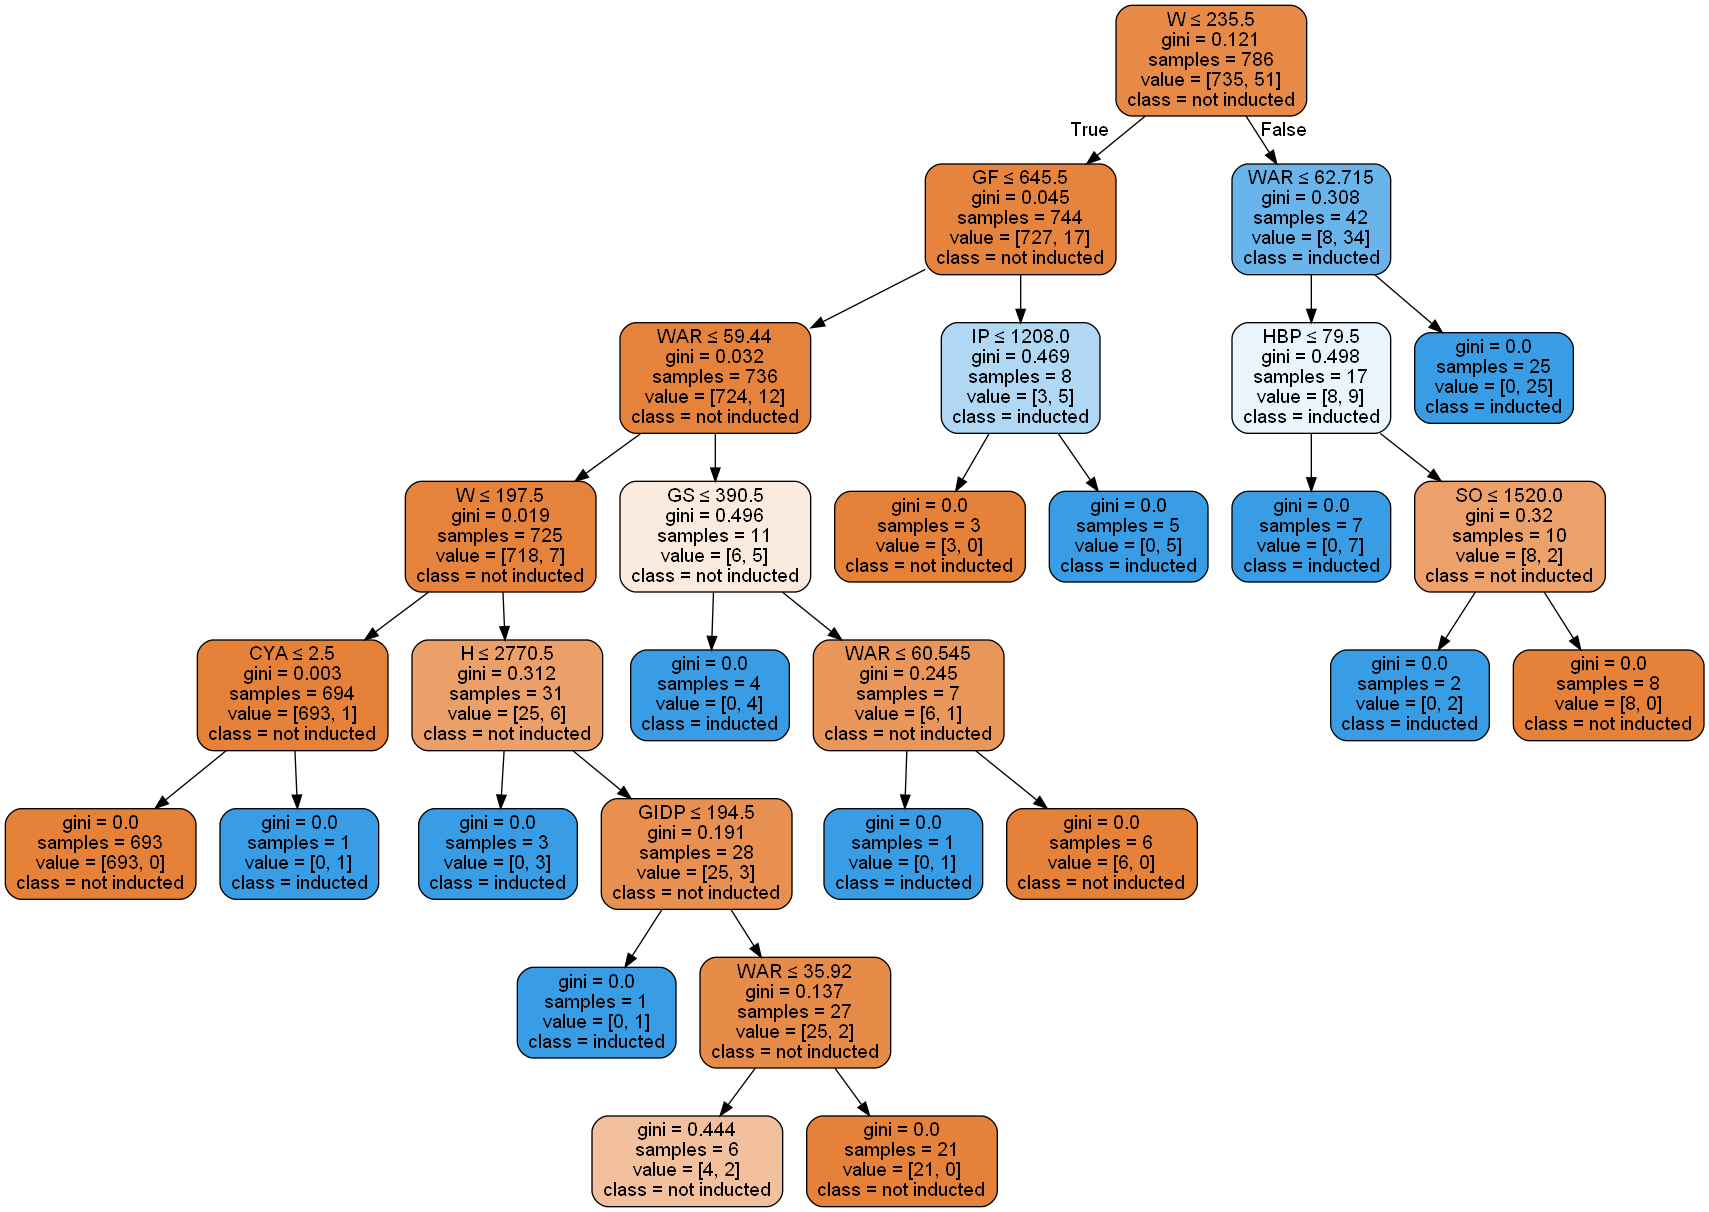 W ≤ 235.5
gini = 0.121
samples = 786
value = [735, 51]
class = not inducted
True
False
GF ≤ 645.5
gini = 0.045
samples = 744
value = [727, 17]
class = not inducted
WAR ≤ 62.715
gini = 0.308
samples = 42
value = [8, 34]
class = inducted
WAR ≤ 59.44
gini = 0.032
samples = 736
value = [724, 12]
class = not inducted
IP ≤ 1208.0
gini = 0.469
samples = 8
value = [3, 5]
class = inducted
HBP ≤ 79.5
gini = 0.498
samples = 17
value = [8, 9]
class = inducted
gini = 0.0
samples = 25
value = [0, 25]
class = inducted
W ≤ 197.5
gini = 0.019
samples = 725
value = [718, 7]
class = not inducted
GS ≤ 390.5
gini = 0.496
samples = 11
value = [6, 5]
class = not inducted
gini = 0.0
samples = 3
value = [3, 0]
class = not inducted
gini = 0.0
samples = 5
value = [0, 5]
class = inducted
gini = 0.0
samples = 7
value = [0, 7]
class = inducted
SO ≤ 1520.0
gini = 0.32
samples = 10
value = [8, 2]
class = not inducted
CYA ≤ 2.5
gini = 0.003
samples = 694
value = [693, 1]
class = not inducted
H ≤ 2770.5
gini = 0.312
samples = 31
value = [25, 6]
class = not inducted
gini = 0.0
samples = 4
value = [0, 4]
class = inducted
WAR ≤ 60.545
gini = 0.245
samples = 7
value = [6, 1]
class = not inducted
gini = 0.0
samples = 2
value = [0, 2]
class = inducted
gini = 0.0
samples = 8
value = [8, 0]
class = not inducted
gini = 0.0
samples = 693
value = [693, 0]
class = not inducted
gini = 0.0
samples = 1
value = [0, 1]
class = inducted
gini = 0.0
samples = 3
value = [0, 3]
class = inducted
GIDP ≤ 194.5
gini = 0.191
samples = 28
value = [25, 3]
class = not inducted
gini = 0.0
samples = 1
value = [0, 1]
class = inducted
gini = 0.0
samples = 6
value = [6, 0]
class = not inducted
gini = 0.0
samples = 1
value = [0, 1]
class = inducted
WAR ≤ 35.92
gini = 0.137
samples = 27
value = [25, 2]
class = not inducted
gini = 0.444
samples = 6
value = [4, 2]
class = not inducted
gini = 0.0
samples = 21
value = [21, 0]
class = not inducted